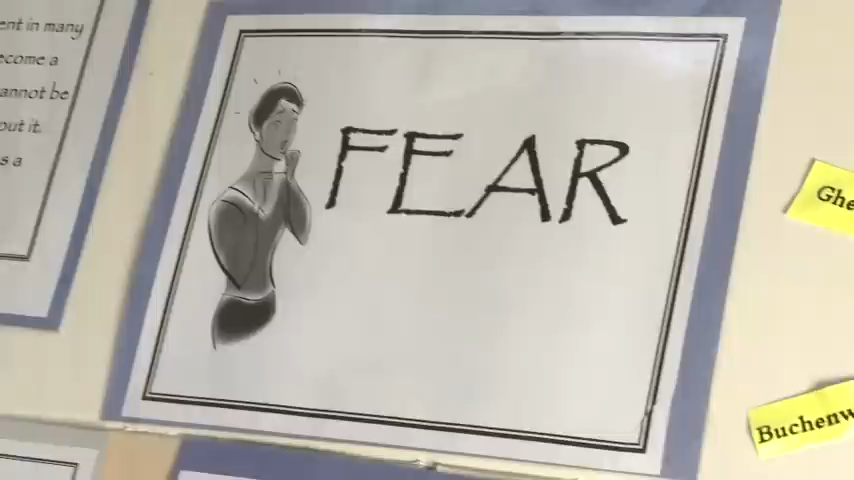 ent in many
ecome a
annot be
out it.
s a
FEAR
Ghe
Buchenw